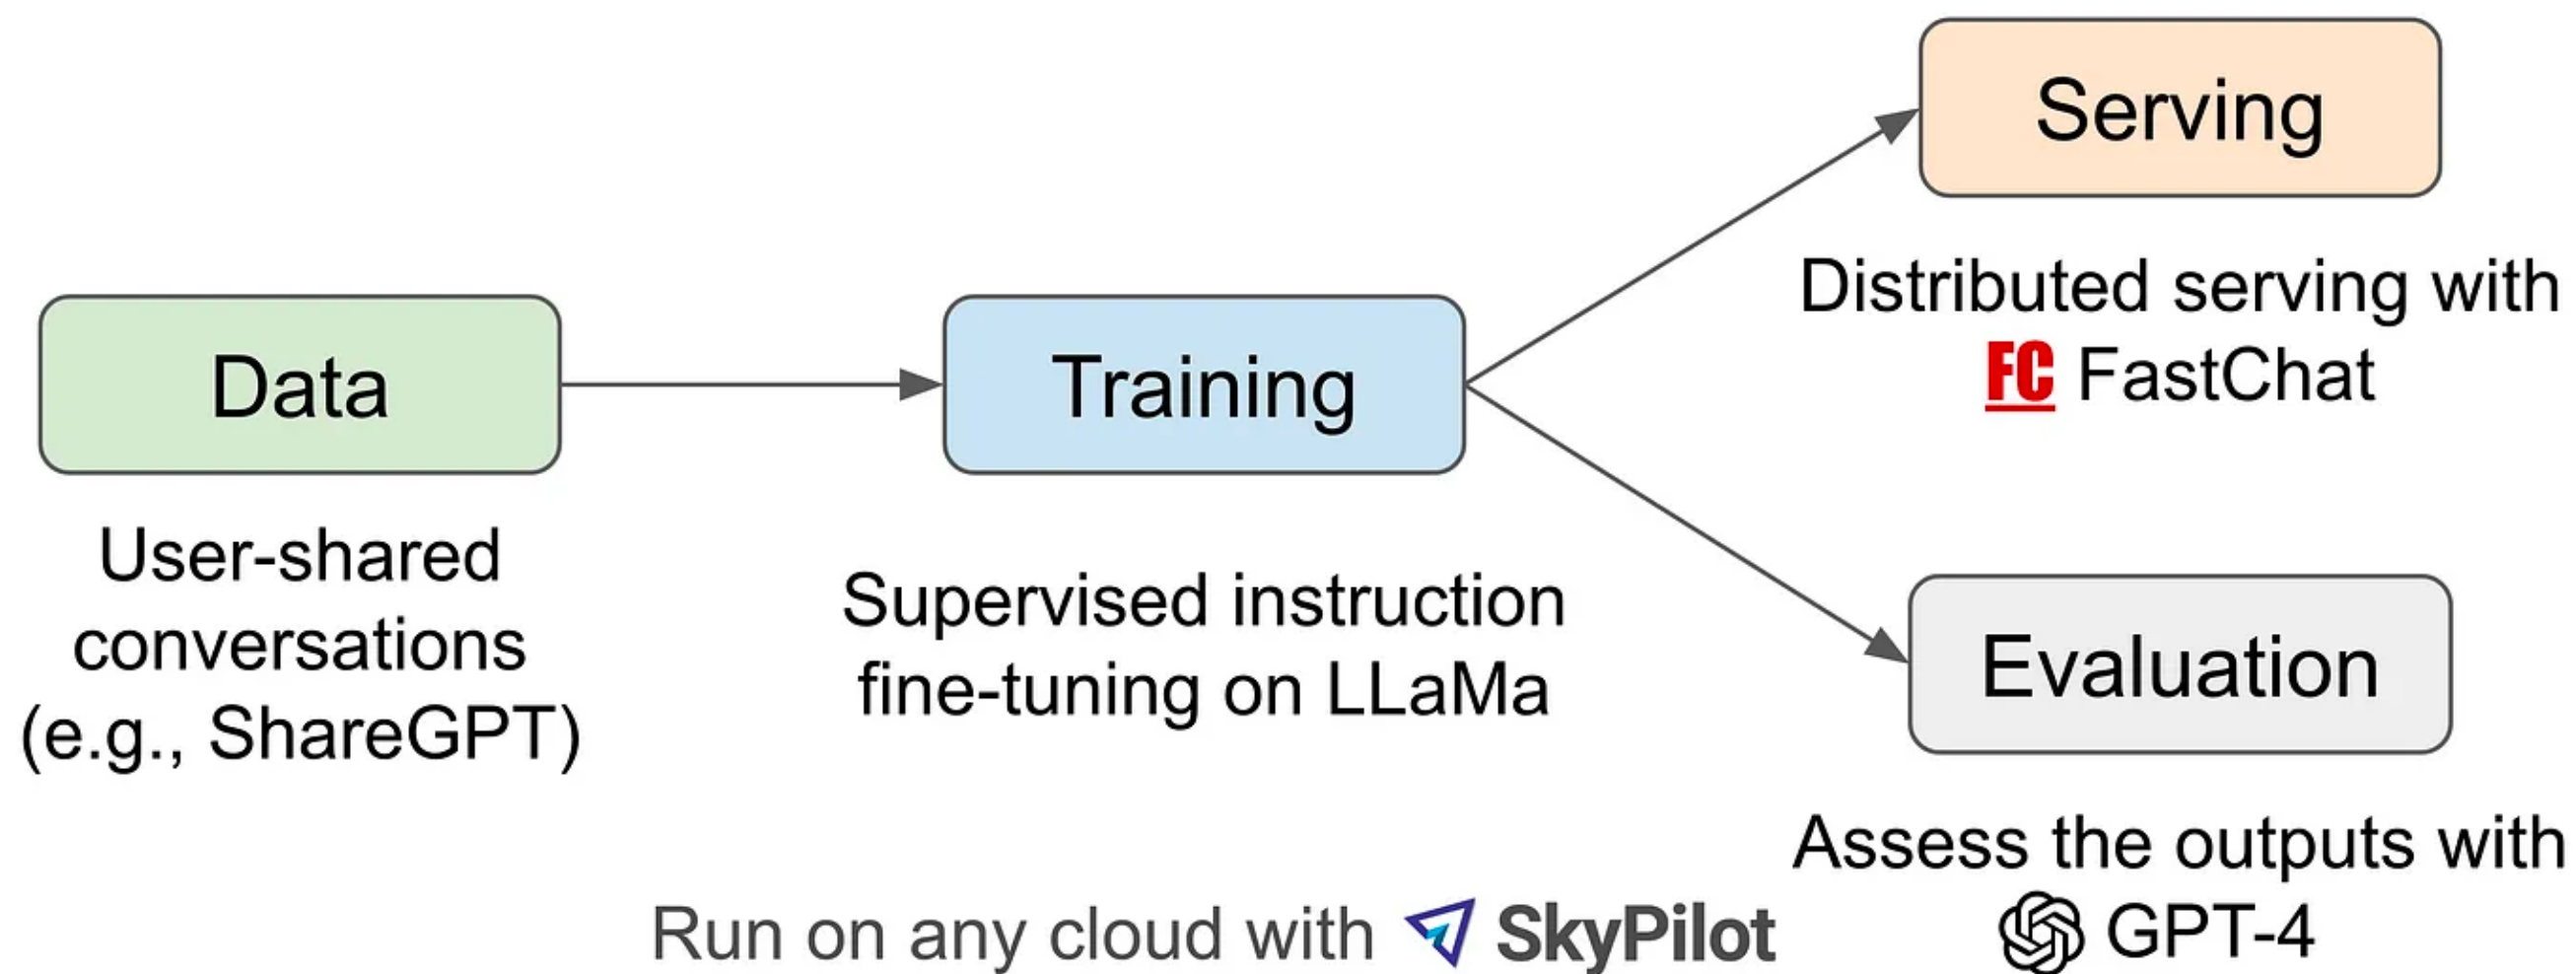 Data
User-shared
conversations
(e.g., ShareGPT)
Training
Supervised instruction
fine-tuning on LLaMa
Serving
Distributed serving with
FC FastChat
Evaluation
Assess the outputs with
GPT-4
Run on any cloud with SkyPilot